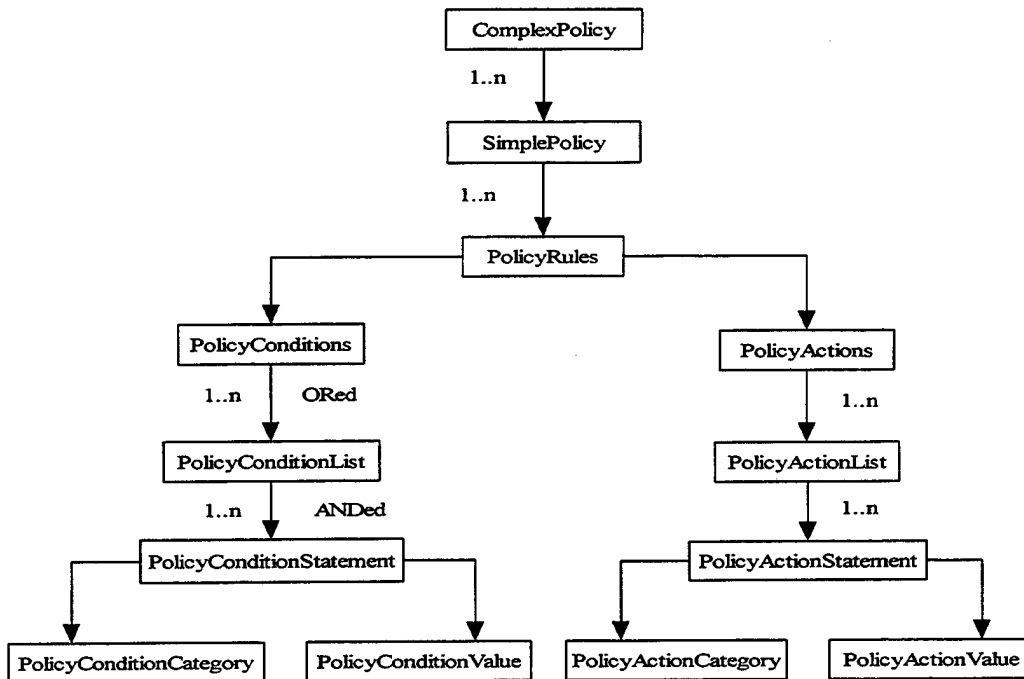 ComplexPolicy
1..n
SimplePolicy
1..n
PolicyRules
PolicyConditions
PolicyActions
1..n ORed
1..n
PolicyConditionList
PolicyActionList
1..n ANDed
1..n
PolicyConditionStatement
PolicyActionStatement
PolicyConditionCategory
PolicyConditionValue
PolicyActionCategory
PolicyActionValue